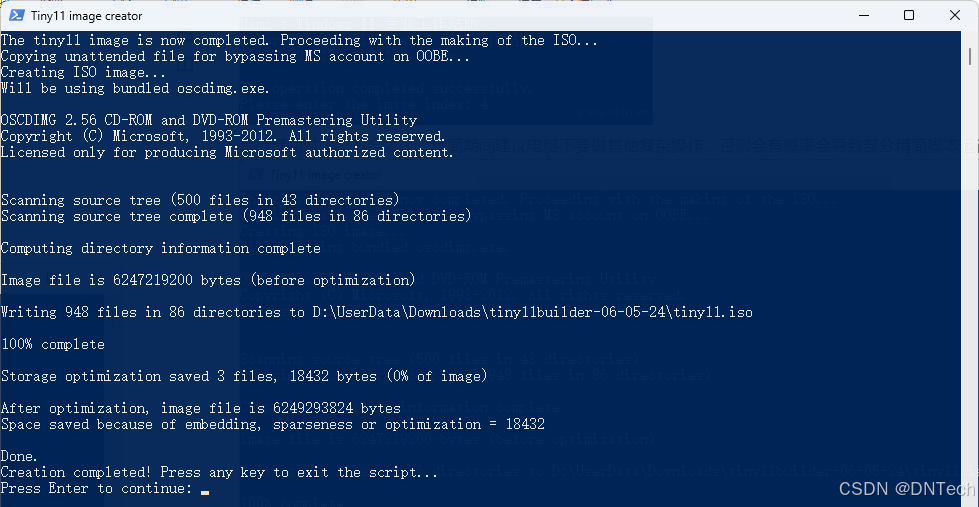 Tiny11 image creator
The tiny11 image is now completed. Proceeding with the making of the ISO...
Copying unattended file for bypassing MS account on OOBE...
Creating ISO image...
Will be using bundled oscdimg.exe.
OSCDIMG 2.56 CD-ROM and DVD-ROM Premastering Utility
Copyright (C) Microsoft, 1993-2012. All rights reserved.
Licensed only for producing Microsoft authorized content.
Scanning source tree (500 files in 43 directories)
Scanning source tree complete (948 files in 86 directories)
Computing directory information complete
Image file is 6247219200 bytes (before optimization)
Writing 948 files in 86 directories to D:\UserData\Downloads\tiny11builder-06-05-24\tiny11.iso
100% complete
Storage optimization saved 3 files, 18432 bytes (0% of image)
After optimization, image file is 6249293824 bytes
Space saved because of embedding, sparseness or optimization = 18432
Done.
Creation completed! Press any key to exit the script...
Press Enter to continue:
CSDN @DNTech